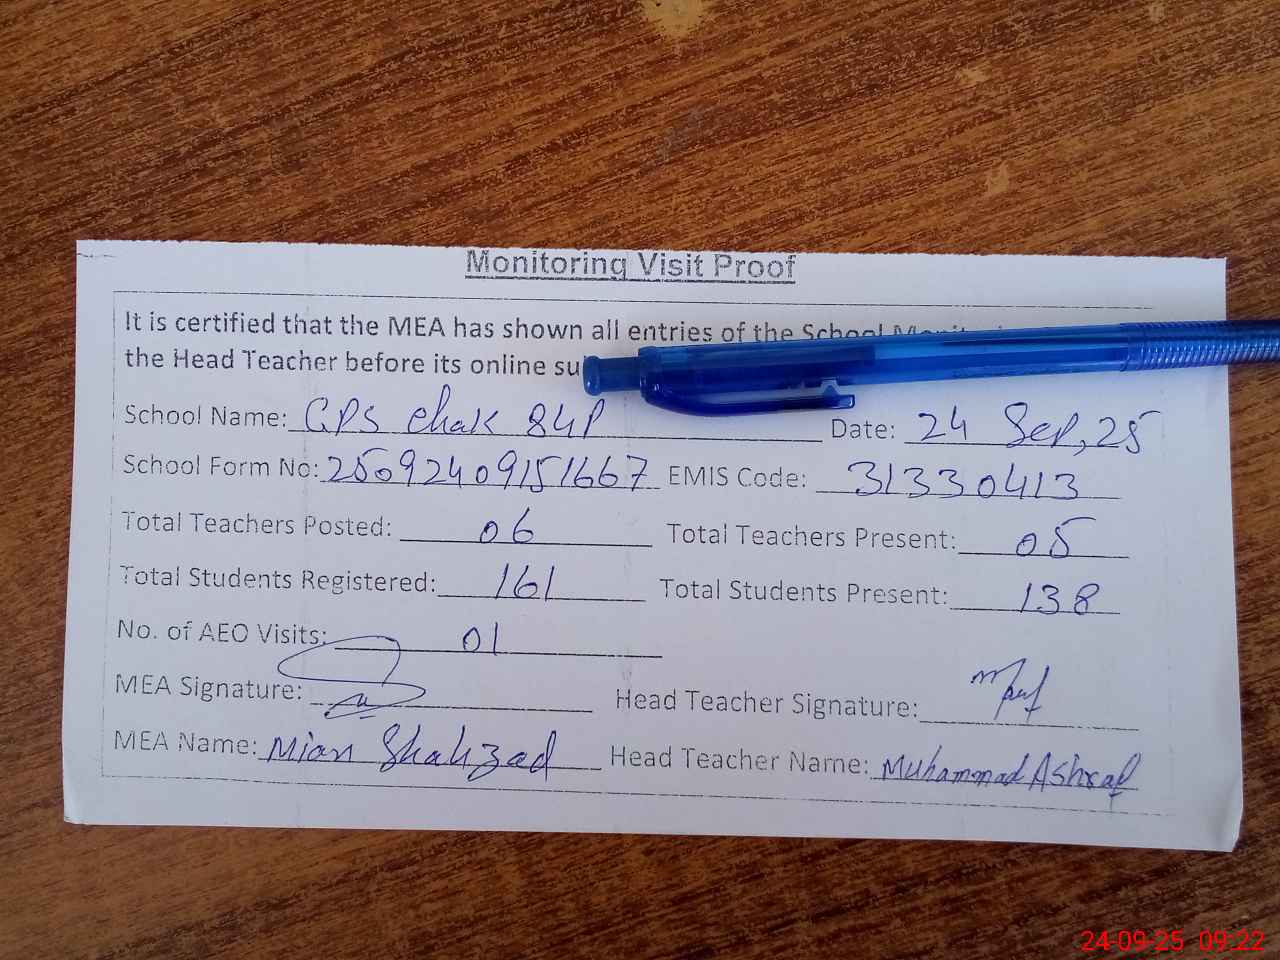 Monitoring Visit Proof
It is certified that the MEA has shown all entries of the School
the Head Teacher before its online
School Name: GPS Chak 84P Date: 24 Sep, 25
School Form No: 25092409151667 EMIS Code: 31330413
Total Teachers Posted: 06 Total Teachers Present: 05
Total Students Registered: 161 Total Students Present: 138
No. of AEO Visits: 01
MEA Signature: Head Teacher Signature:
MEA Name: Mian Shahzad Head Teacher Name: Muhammad Ashraf
24-09-25 09:22